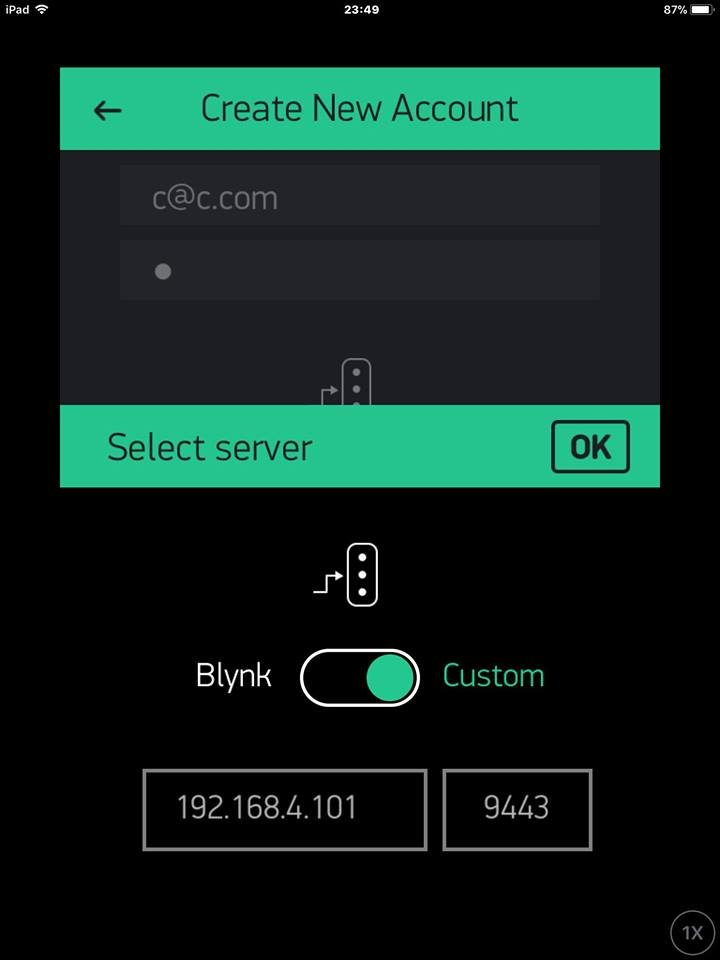 iPad 23:49 87%
Create New Account
c@c.com
Select server OK
Blynk Custom
192.168.4.101 9443
1X